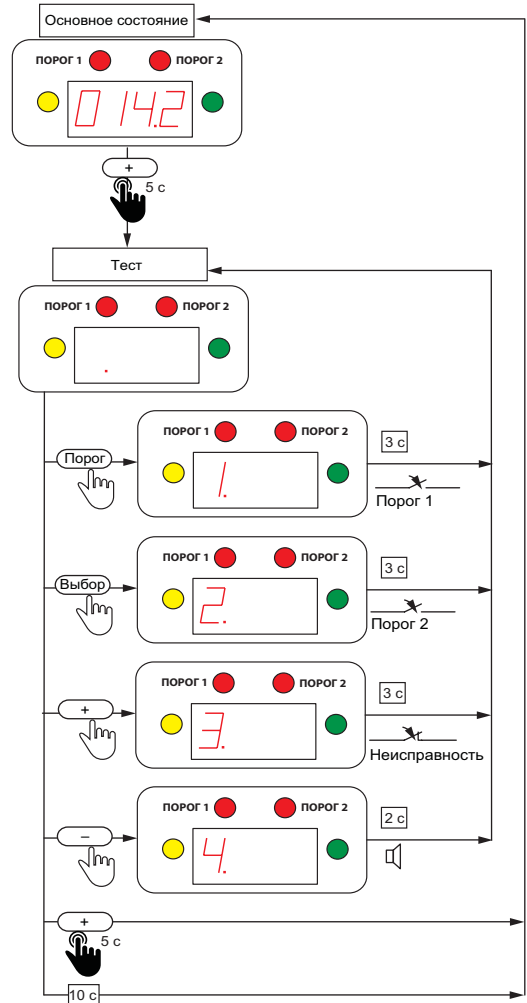 Основное состояние
ПОРОГ 1 ПОРОГ 2
014.2
+
5 с
Тест
ПОРОГ 1 ПОРОГ 2
.
ПОРОГ 1 ПОРОГ 2
Порог
1.
3 с
Порог 1
ПОРОГ 1 ПОРОГ 2
Выбор
2.
3 с
Порог 2
ПОРОГ 1 ПОРОГ 2
+
3.
3 с
Неисправность
ПОРОГ 1 ПОРОГ 2
–
4.
2 с
+
5 с
10 с